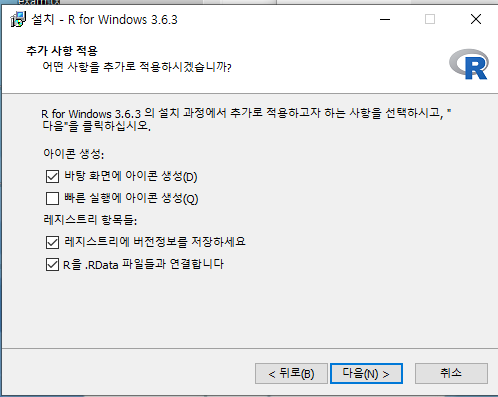 설치 - R for Windows 3.6.3
추가 사항 적용
어떤 사항을 추가로 적용하시겠습니까?
R
R for Windows 3.6.3 의 설치 과정에서 추가로 적용하고자 하는 사항을 선택하시고, "
다음"을 클릭하십시오.
아이콘 생성:
바탕 화면에 아이콘 생성(D)
빠른 실행에 아이콘 생성(Q)
레지스트리 항목들:
레지스트리에 버전정보를 저장하세요
R을 .RData 파일들과 연결합니다
< 뒤로(B)
다음(N) >
취소